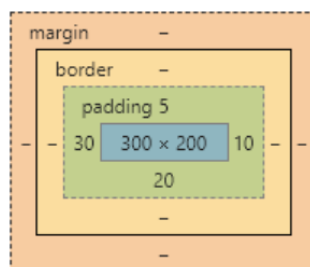 margin –
border –
padding 5
– – 30 300 × 200 10 – –
20
–
–